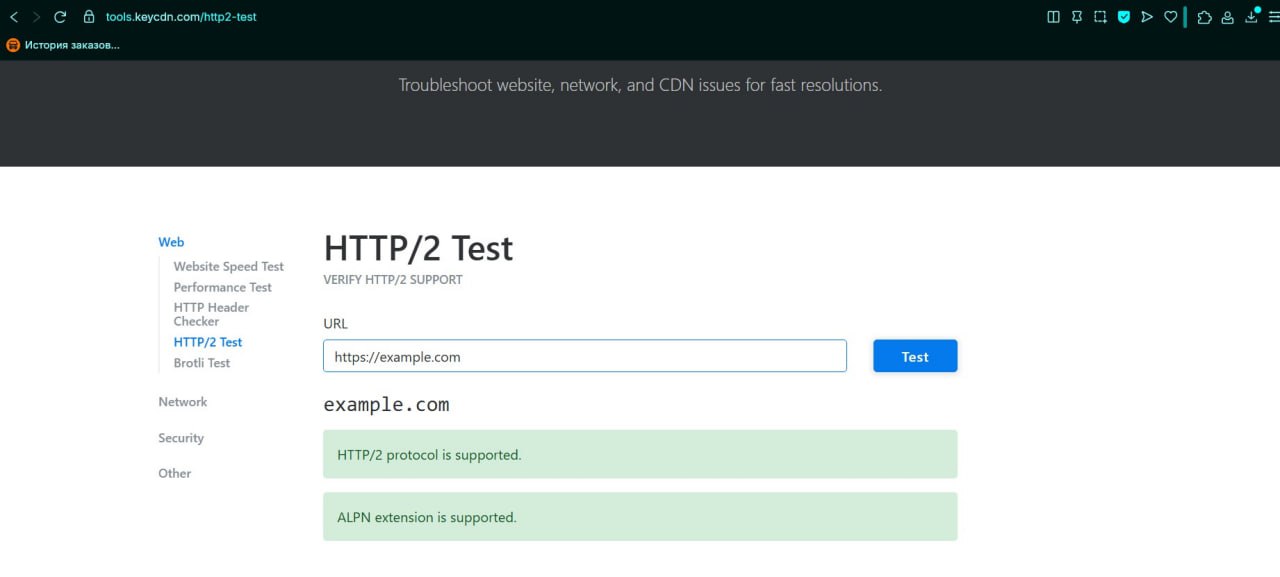 tools.keycdn.com/http2-test
История заказов...
Troubleshoot website, network, and CDN issues for fast resolutions.
Web
Website Speed Test
Performance Test
HTTP Header
Checker
HTTP/2 Test
Brotli Test
Network
Security
Other
HTTP/2 Test
VERIFY HTTP/2 SUPPORT
URL
https://example.com
Test
example.com
HTTP/2 protocol is supported.
ALPN extension is supported.